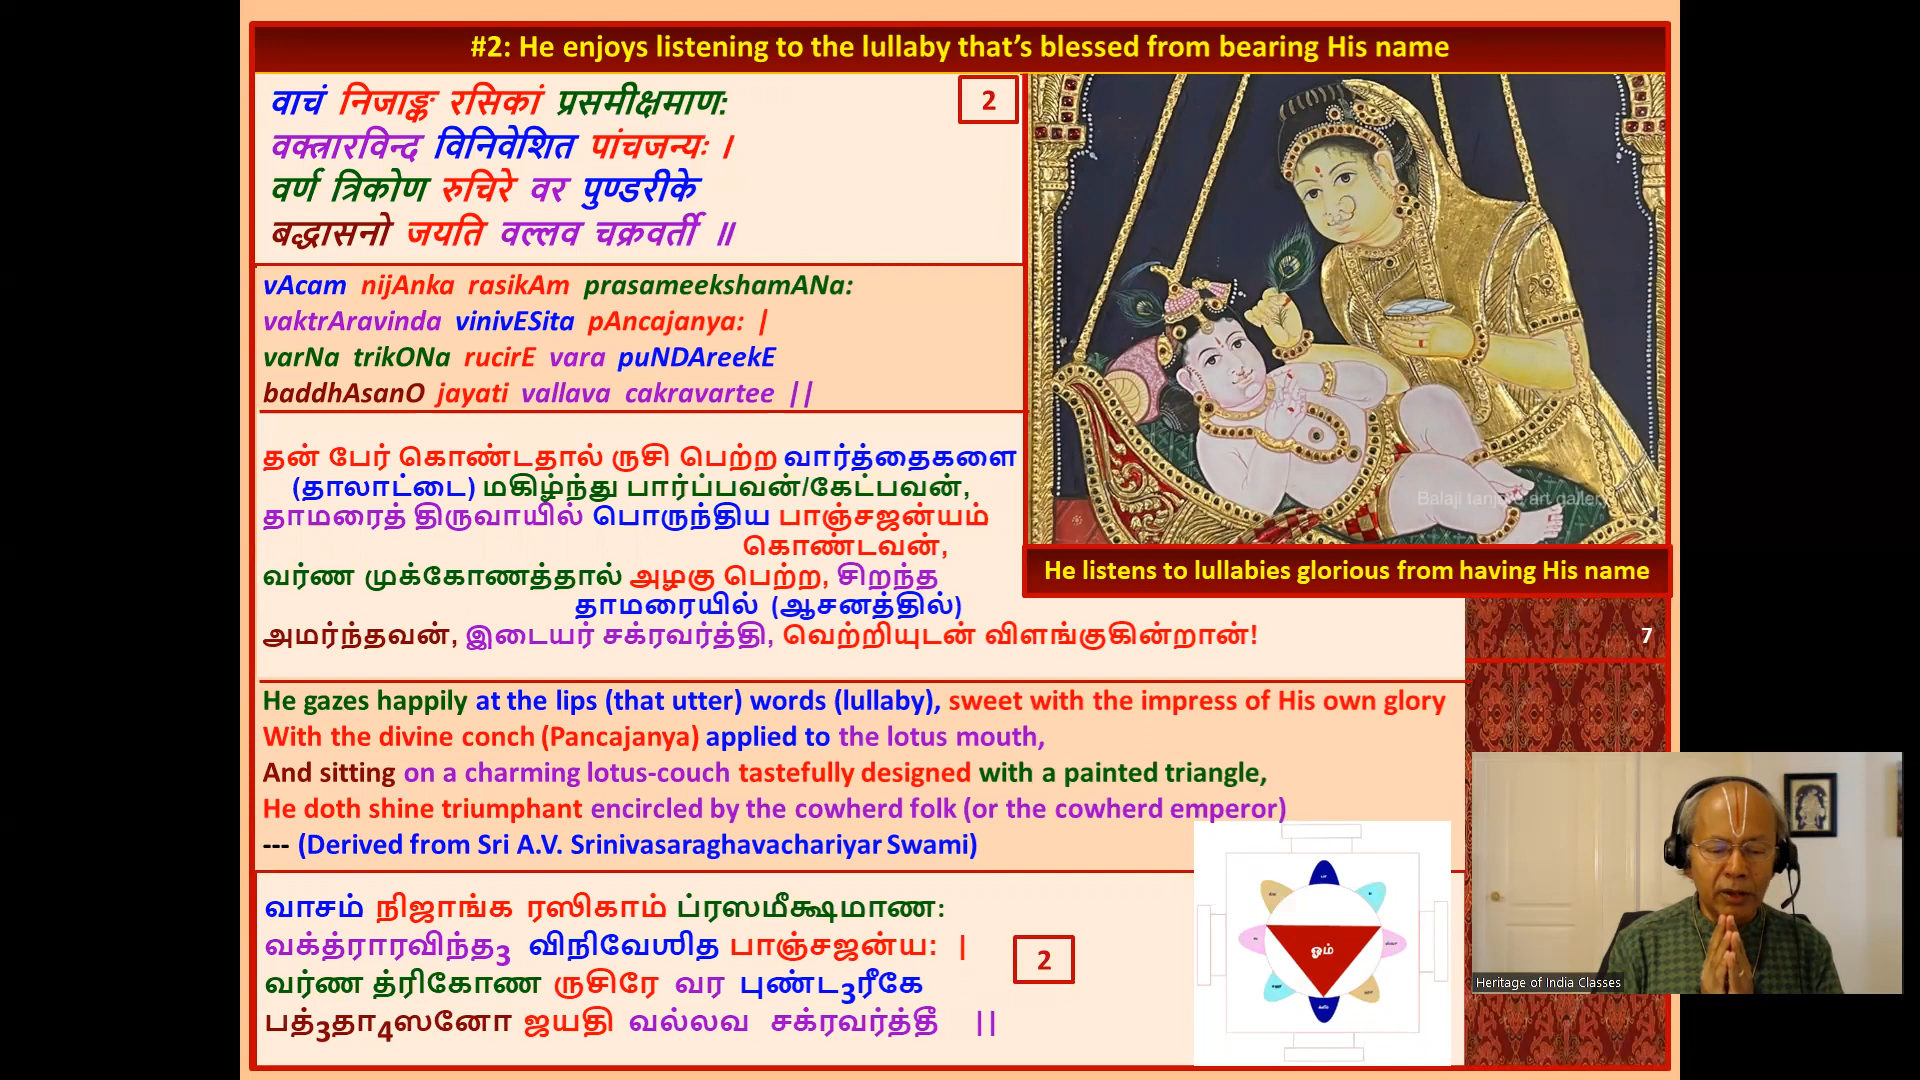 #2: He enjoys listening to the lullaby that’s blessed from bearing His name
वाचं निजाङ्क रसिकां प्रसमीक्षमाण:
वक्त्रारविन्द विनिवेशित पांचजन्यः ।
वर्ण त्रिकोण रुचिरे वर पुण्डरीके
बद्धासनो जयति वल्लव चक्रवर्ती ॥
2
vAcam nijAnka rasikAm prasameekshamANa:
vaktrAravinda vinivESita pAncajanya: |
varNa trikONa rucirE vara puNDAreekE
baddhAsanO jayati vallava cakravartee ||
தன் பேர் கொண்டதால் ருசி பெற்ற வார்த்தைகளை
(தாலாட்டை) மகிழ்ந்து பார்ப்பவன்/கேட்பவன்,
தாமரைத் திருவாயில் பொருந்திய பாஞ்சஜன்யம்
கொண்டவன்,
வர்ண முக்கோணத்தால் அழகு பெற்ற, சிறந்த
தாமரையில் (ஆசனத்தில்)
அமர்ந்தவன், இடையர் சக்ரவர்த்தி, வெற்றியுடன் விளங்குகின்றான்!
Balaji tanjore art gallery
He listens to lullabies glorious from having His name
7
He gazes happily at the lips (that utter) words (lullaby), sweet with the impress of His own glory
With the divine conch (Pancajanya) applied to the lotus mouth,
And sitting on a charming lotus-couch tastefully designed with a painted triangle,
He doth shine triumphant encircled by the cowherd folk (or the cowherd emperor)
--- (Derived from Sri A.V. Srinivasaraghavachariyar Swami)
வாசம் நிஜாங்க ரஸிகாம் ப்ரஸமீக்ஷமாண:
வக்த்ராரவிந்த3 விநிவேஶித பாஞ்சஜன்ய: |
வர்ண த்ரிகோண ருசிரே வர புண்ட3ரீகே
பத்3தா4ஸனோ ஜயதி வல்லவ சக்ரவர்த்தீ ||
2
ஓம்
Heritage of India Classes